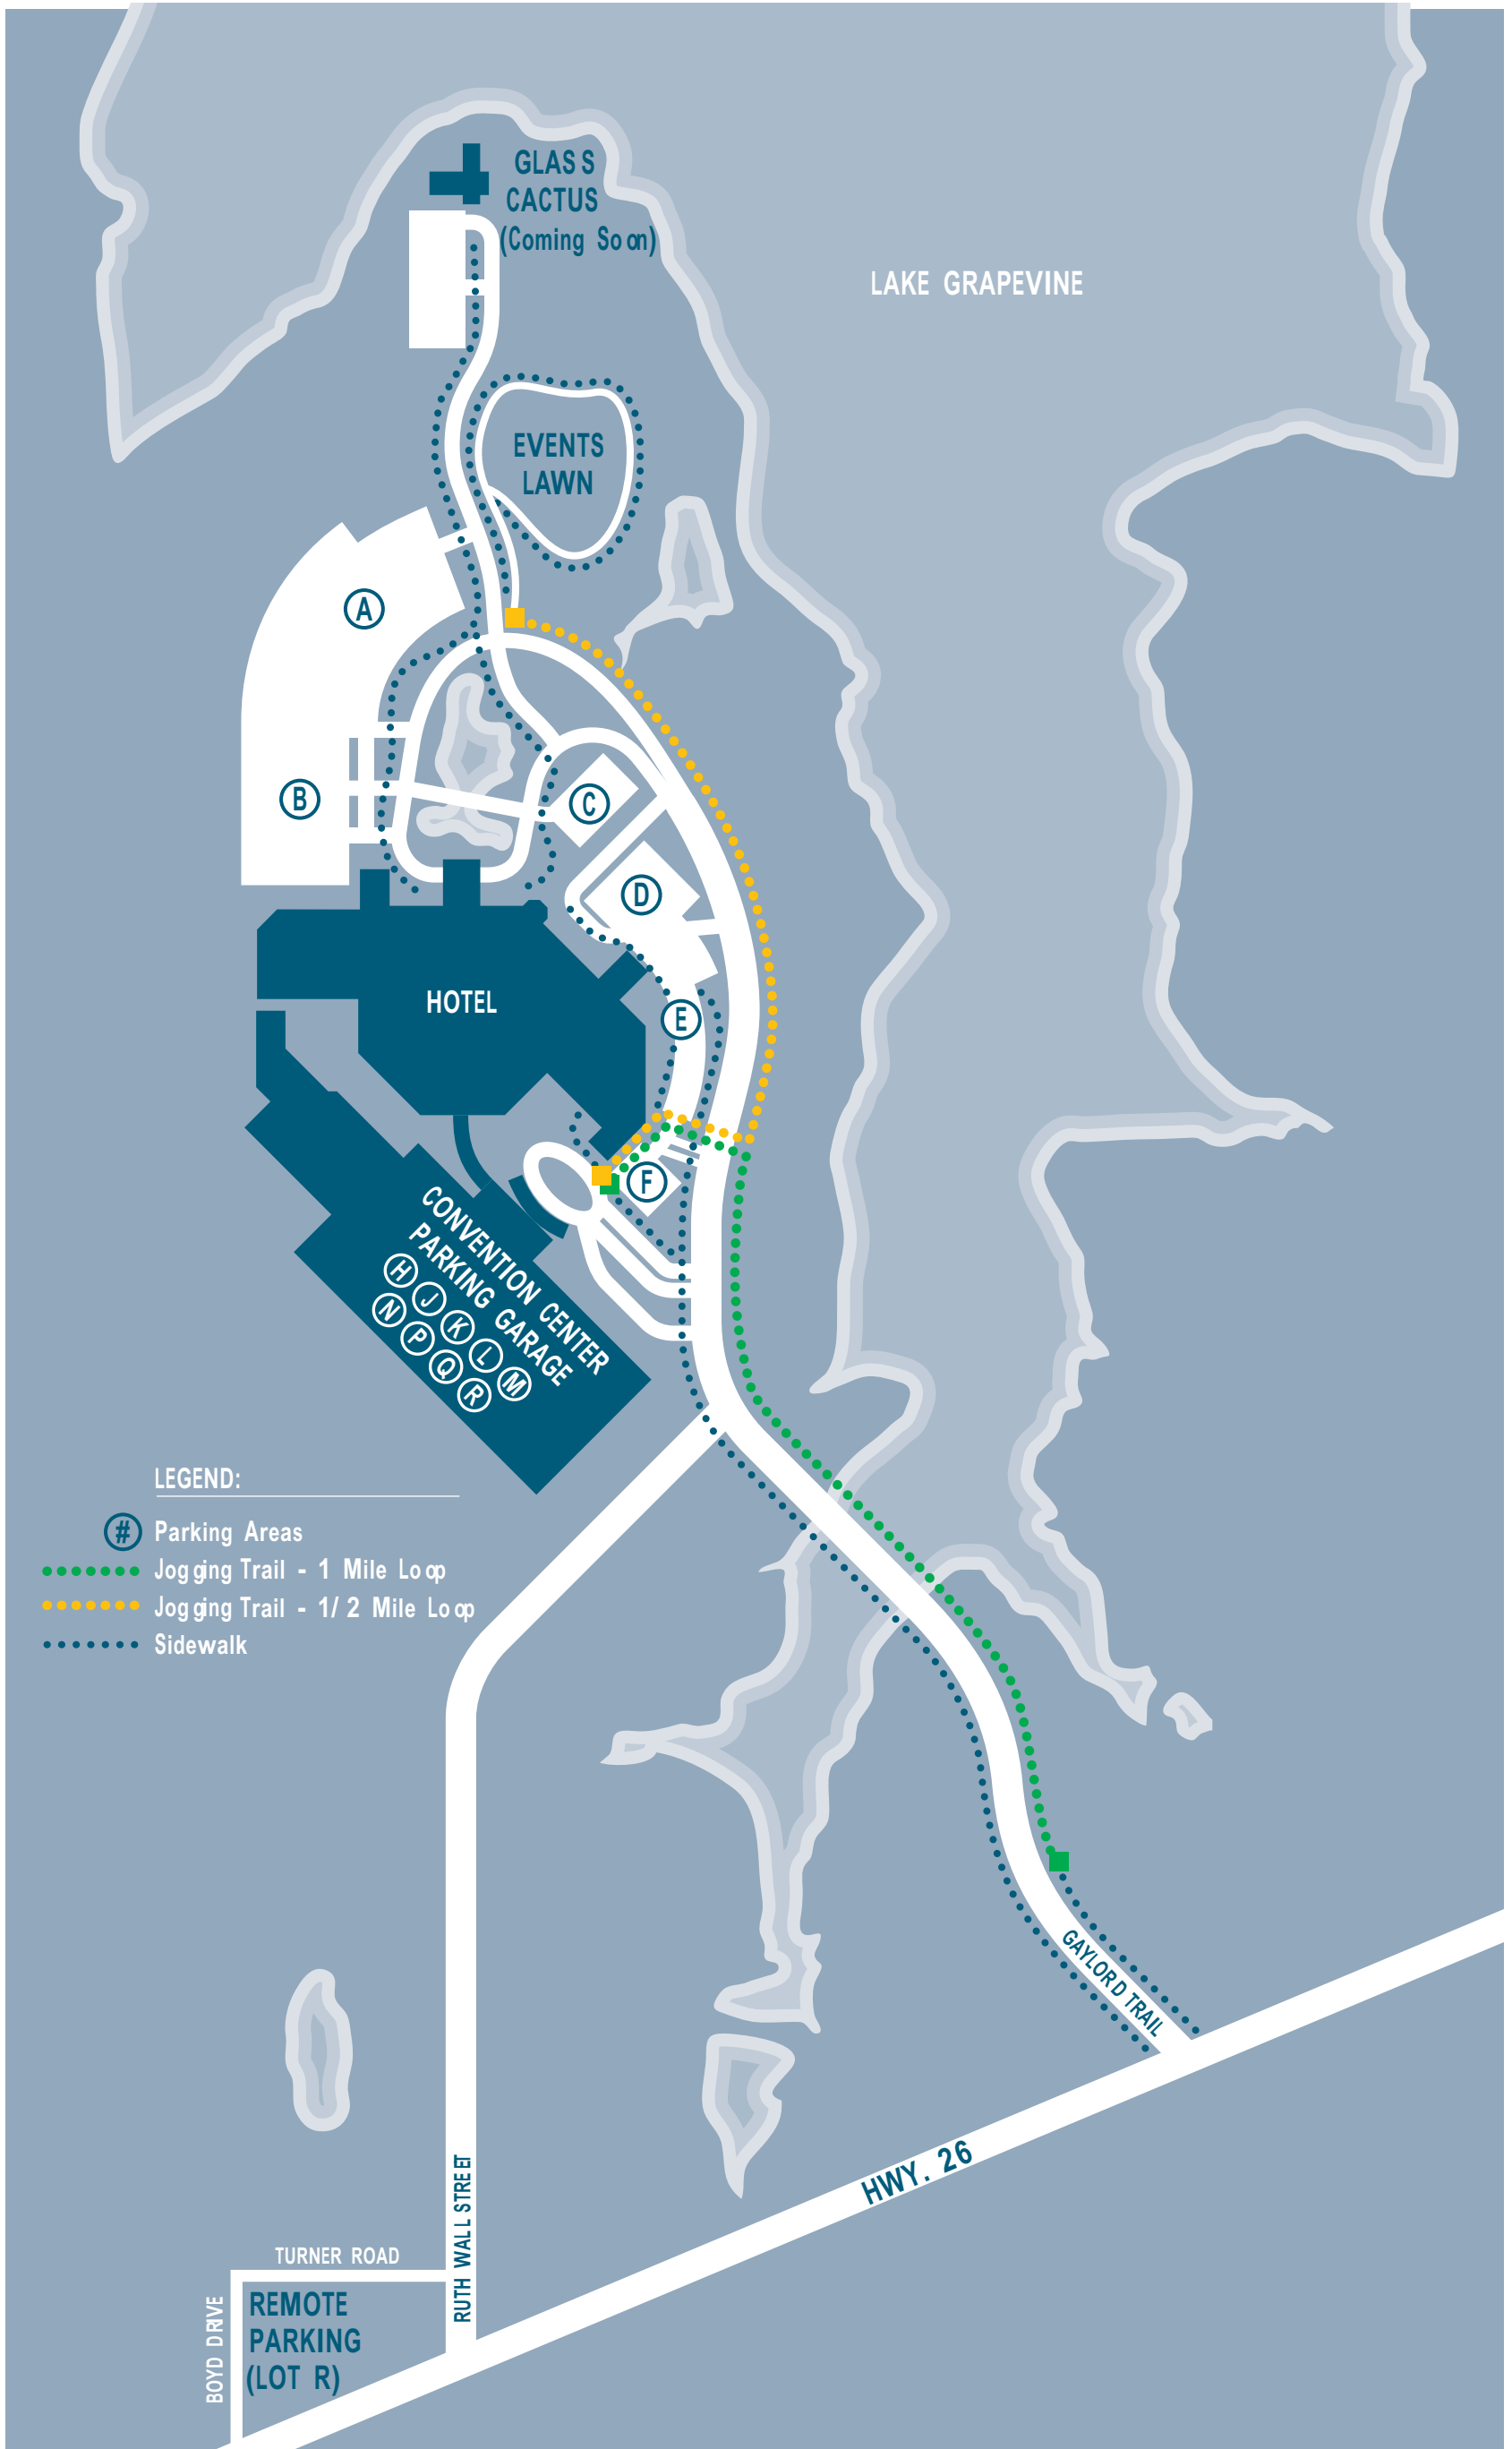 GLASS
CACTUS
(Coming Soon)
LAKE GRAPEVINE
EVENTS
LAWN
A
B
C
D
HOTEL
E
F
CONVENTION CENTER
PARKING GARAGE
H J K L M
N P Q R
LEGEND:
# Parking Areas
Jogging Trail - 1 Mile Loop
Jogging Trail - 1/2 Mile Loop
Sidewalk
GAYLORD TRAIL
HWY. 26
RUTH WALL STREET
TURNER ROAD
BOYD DRIVE
REMOTE
PARKING
(LOT R)